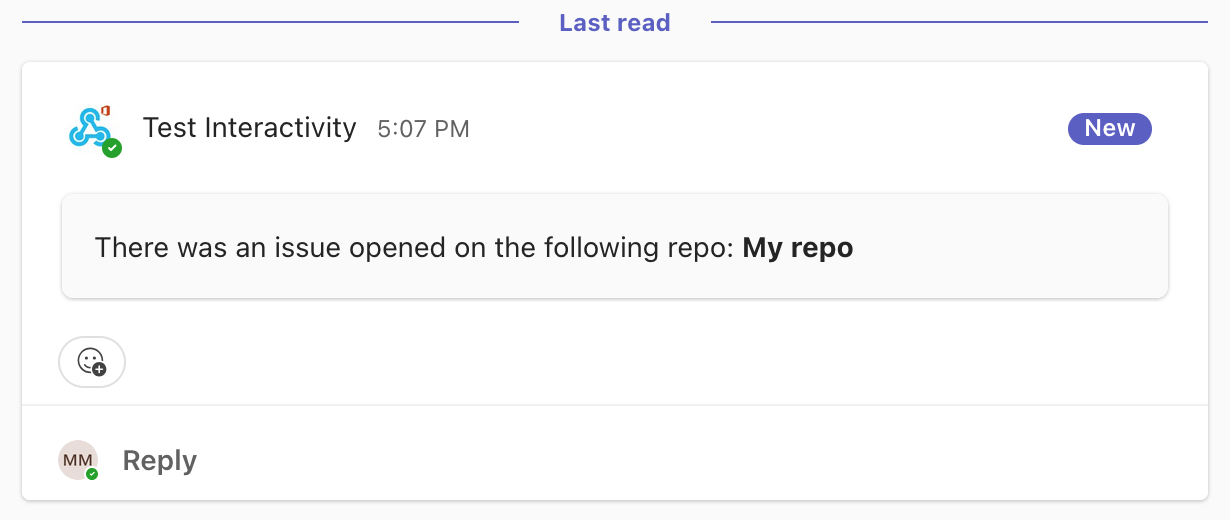 Last read
Test Interactivity 5:07 PM New
There was an issue opened on the following repo: My repo
MM Reply